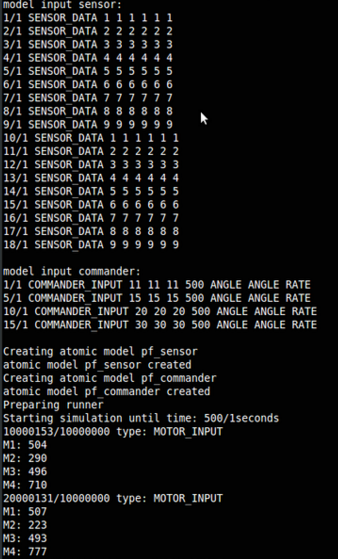 model input sensor:
1/1 SENSOR_DATA 1 1 1 1 1 1
2/1 SENSOR_DATA 2 2 2 2 2 2
3/1 SENSOR_DATA 3 3 3 3 3 3
4/1 SENSOR_DATA 4 4 4 4 4 4
5/1 SENSOR_DATA 5 5 5 5 5 5
6/1 SENSOR_DATA 6 6 6 6 6 6
7/1 SENSOR_DATA 7 7 7 7 7 7
8/1 SENSOR_DATA 8 8 8 8 8 8
9/1 SENSOR_DATA 9 9 9 9 9 9
10/1 SENSOR_DATA 1 1 1 1 1 1
11/1 SENSOR_DATA 2 2 2 2 2 2
12/1 SENSOR_DATA 3 3 3 3 3 3
13/1 SENSOR_DATA 4 4 4 4 4 4
14/1 SENSOR_DATA 5 5 5 5 5 5
15/1 SENSOR_DATA 6 6 6 6 6 6
16/1 SENSOR_DATA 7 7 7 7 7 7
17/1 SENSOR_DATA 8 8 8 8 8 8
18/1 SENSOR_DATA 9 9 9 9 9 9
model input commander:
1/1 COMMANDER_INPUT 11 11 11 500 ANGLE ANGLE RATE
5/1 COMMANDER_INPUT 15 15 15 500 ANGLE ANGLE RATE
10/1 COMMANDER_INPUT 20 20 20 500 ANGLE ANGLE RATE
15/1 COMMANDER_INPUT 30 30 30 500 ANGLE ANGLE RATE
Creating atomic model pf_sensor
atomic model pf_sensor created
Creating atomic model pf_commander
atomic model pf_commander created
Preparing runner
Starting simulation until time: 500/1seconds
10000153/10000000 type: MOTOR_INPUT
M1: 504
M2: 290
M3: 496
M4: 710
20000131/10000000 type: MOTOR_INPUT
M1: 507
M2: 223
M3: 493
M4: 777